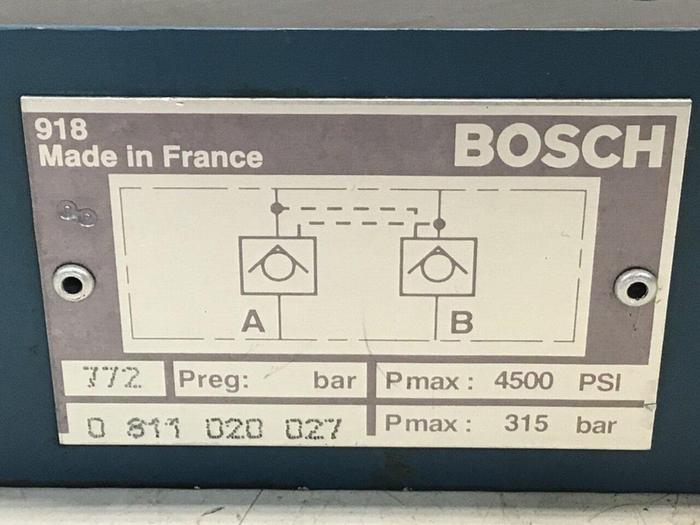 918
Made in France
BOSCH
A B
772 Preg: bar Pmax: 4500 PSI
0 811 020 027 Pmax: 315 bar